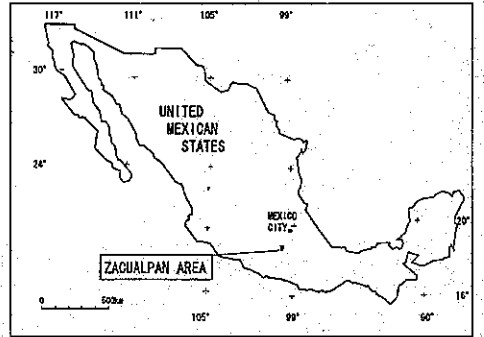 117° 111° 105° 99°
30°
UNITED
MEXICAN
STATES
24°
MEXICO
CITY
20°
ZACUALPAN AREA
0 500km
16°
105° 99° 90°